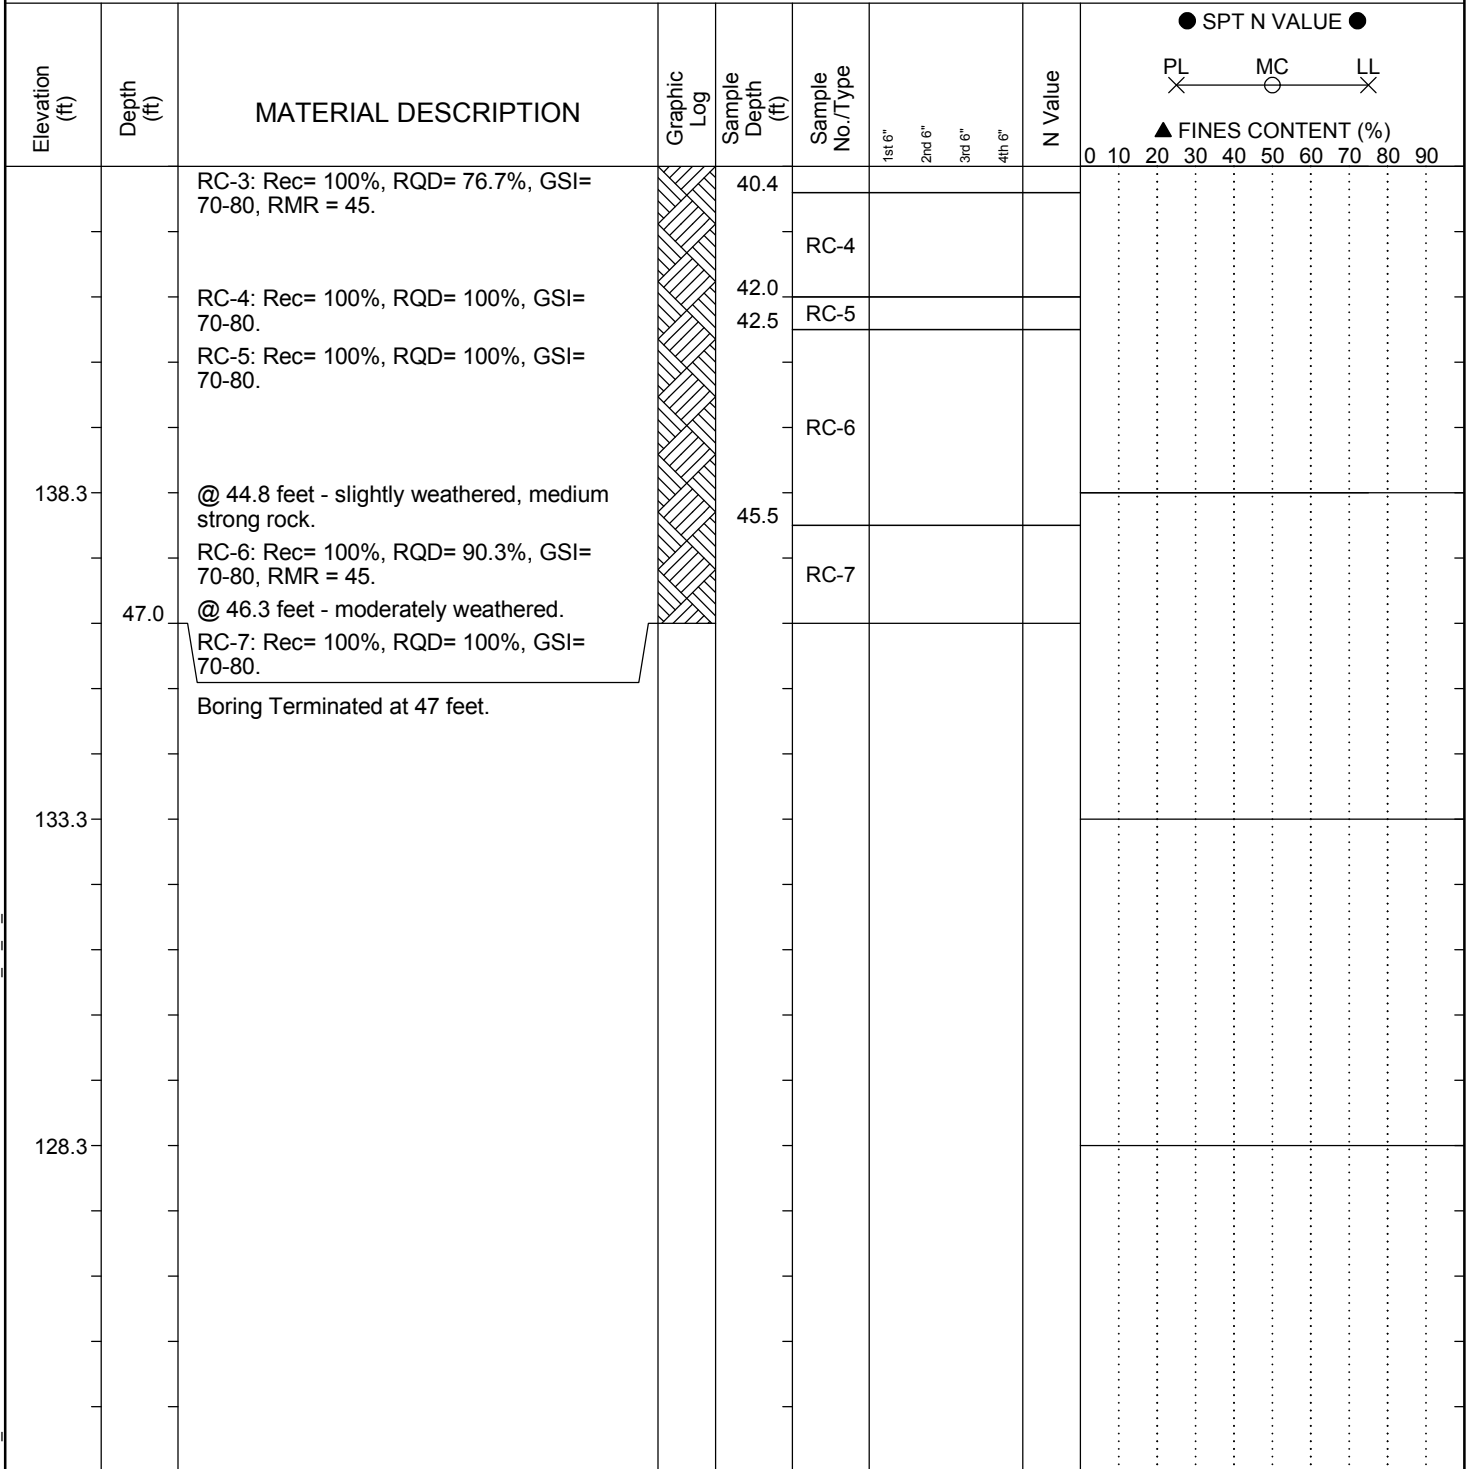 ● SPT N VALUE ●
PL MC LL
▲ FINES CONTENT (%)
0 10 20 30 40 50 60 70 80 90
Elevation
(ft)
Depth
(ft)
MATERIAL DESCRIPTION
Graphic
Log
Sample
Depth
(ft)
Sample
No./Type
1st 6"
2nd 6"
3rd 6"
4th 6"
N Value
RC-3: Rec= 100%, RQD= 76.7%, GSI=
70-80, RMR = 45.
40.4
RC-4
RC-4: Rec= 100%, RQD= 100%, GSI=
70-80.
42.0
42.5
RC-5
RC-5: Rec= 100%, RQD= 100%, GSI=
70-80.
RC-6
138.3
@ 44.8 feet - slightly weathered, medium
strong rock.
45.5
RC-6: Rec= 100%, RQD= 90.3%, GSI=
70-80, RMR = 45.
RC-7
47.0
@ 46.3 feet - moderately weathered.
RC-7: Rec= 100%, RQD= 100%, GSI=
70-80.
Boring Terminated at 47 feet.
133.3
128.3